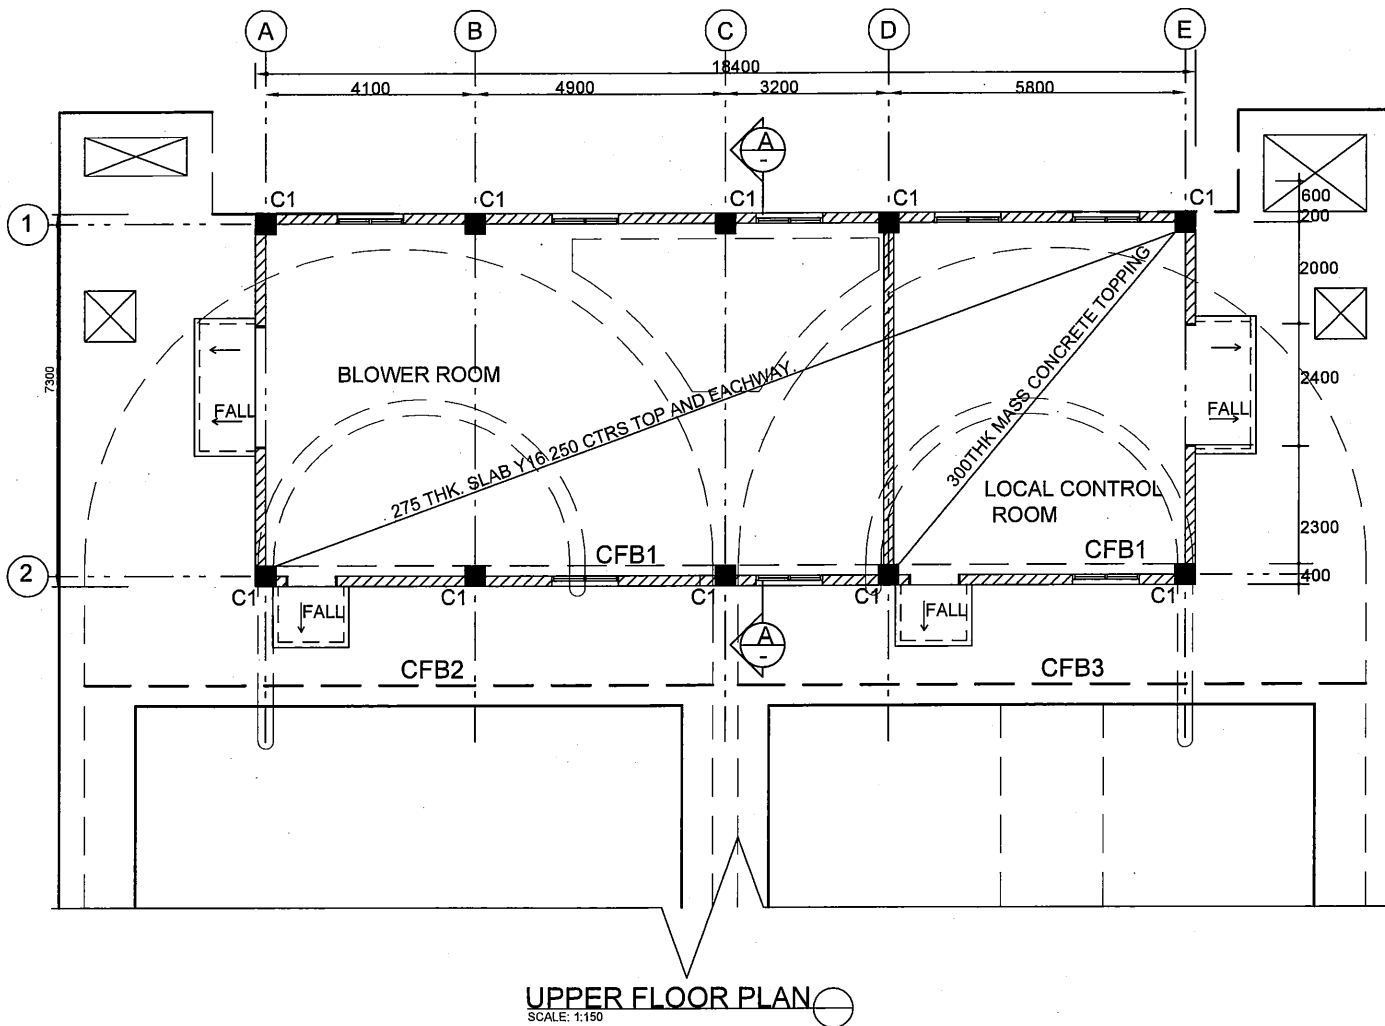 A
B
C
D
E
18400
4100
4900
3200
5800
A
-
C1
C1
C1
C1
C1
1
600
200
2000
2400
2300
400
7300
FALL
BLOWER ROOM
275 THK. SLAB Y16 250 CTRS TOP AND EACHWAY.
300THK MASS CONCRETE TOPPING
FALL
LOCAL CONTROL
ROOM
CFB1
CFB1
2
C1
C1
C1
C1
C1
FALL
FALL
A
-
CFB2
CFB3
UPPER FLOOR PLAN
SCALE: 1:150